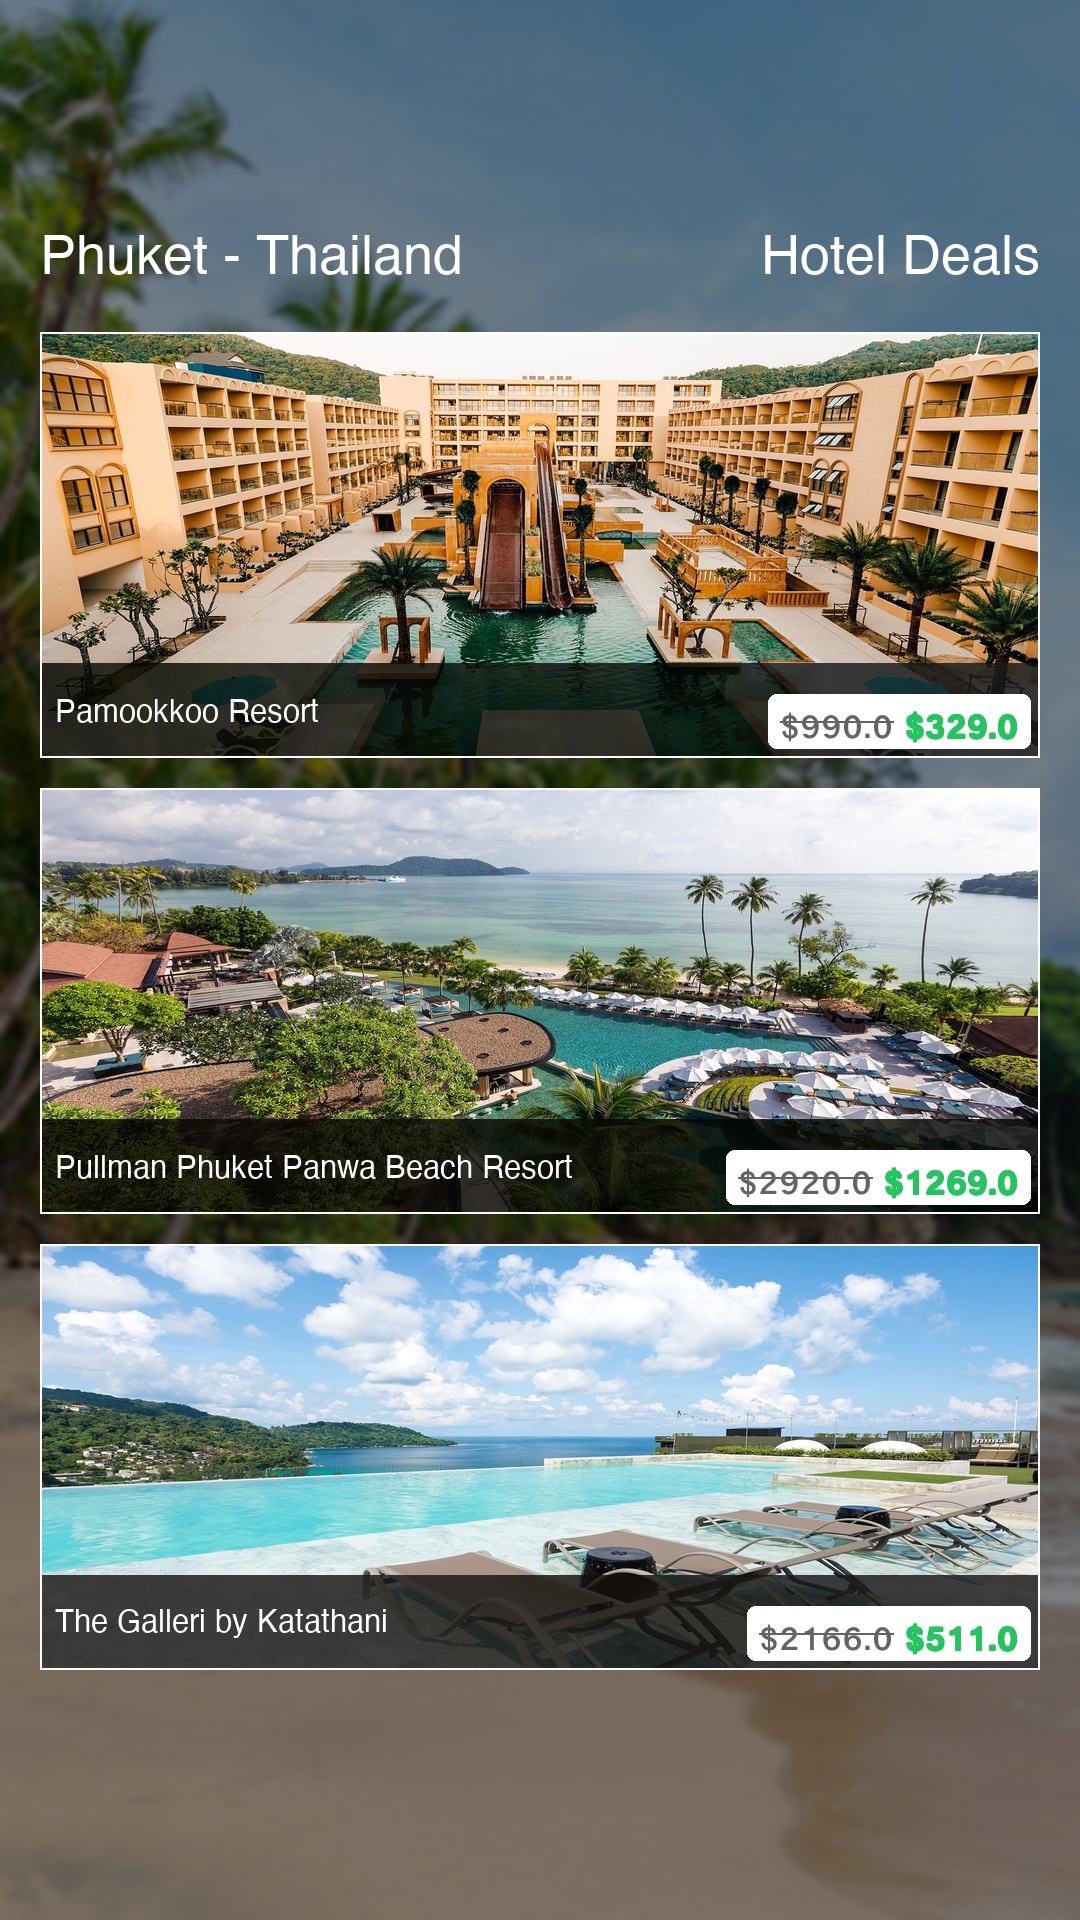 Phuket - Thailand Hotel Deals
Pamookkoo Resort $990.0 $329.0
Pullman Phuket Panwa Beach Resort $2920.0 $1269.0
The Galleri by Katathani $2166.0 $511.0